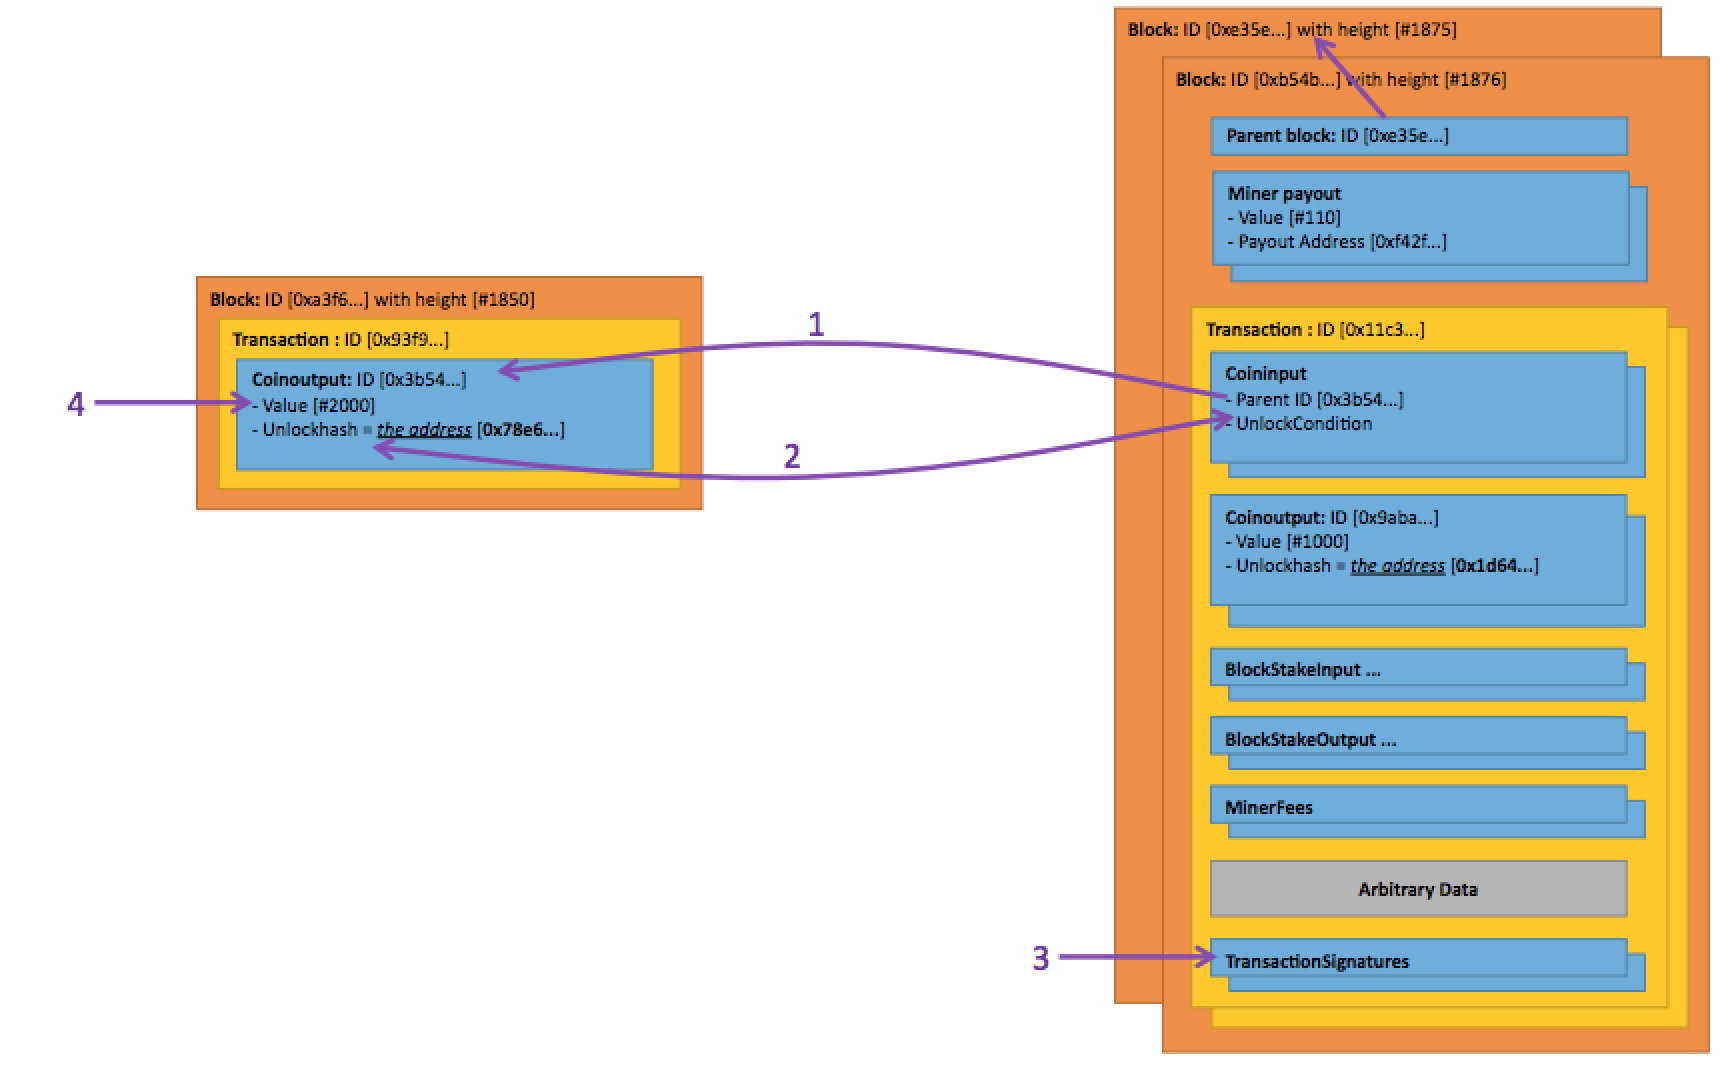 Block: ID [0xe35e...] with height [#1875]
Block: ID [0xb54b...] with height [#1876]
Parent block: ID [0xe35e...]
Miner payout
- Value [#110]
- Payout Address [0xf42f...]
Block: ID [0xa3f6...] with height [#1850]
Transaction : ID [0x93f9...]
Coinoutput: ID [0x3b54...]
- Value [#2000]
- Unlockhash = the address [0x78e6...]
4
1
2
Transaction : ID [0x11c3...]
Coininput
- Parent ID [0x3b54...]
- UnlockCondition
Coinoutput: ID [0x9aba...]
- Value [#1000]
- Unlockhash = the address [0x1d64...]
BlockStakeInput ...
BlockStakeOutput ...
MinerFees
Arbitrary Data
3
TransactionSignatures